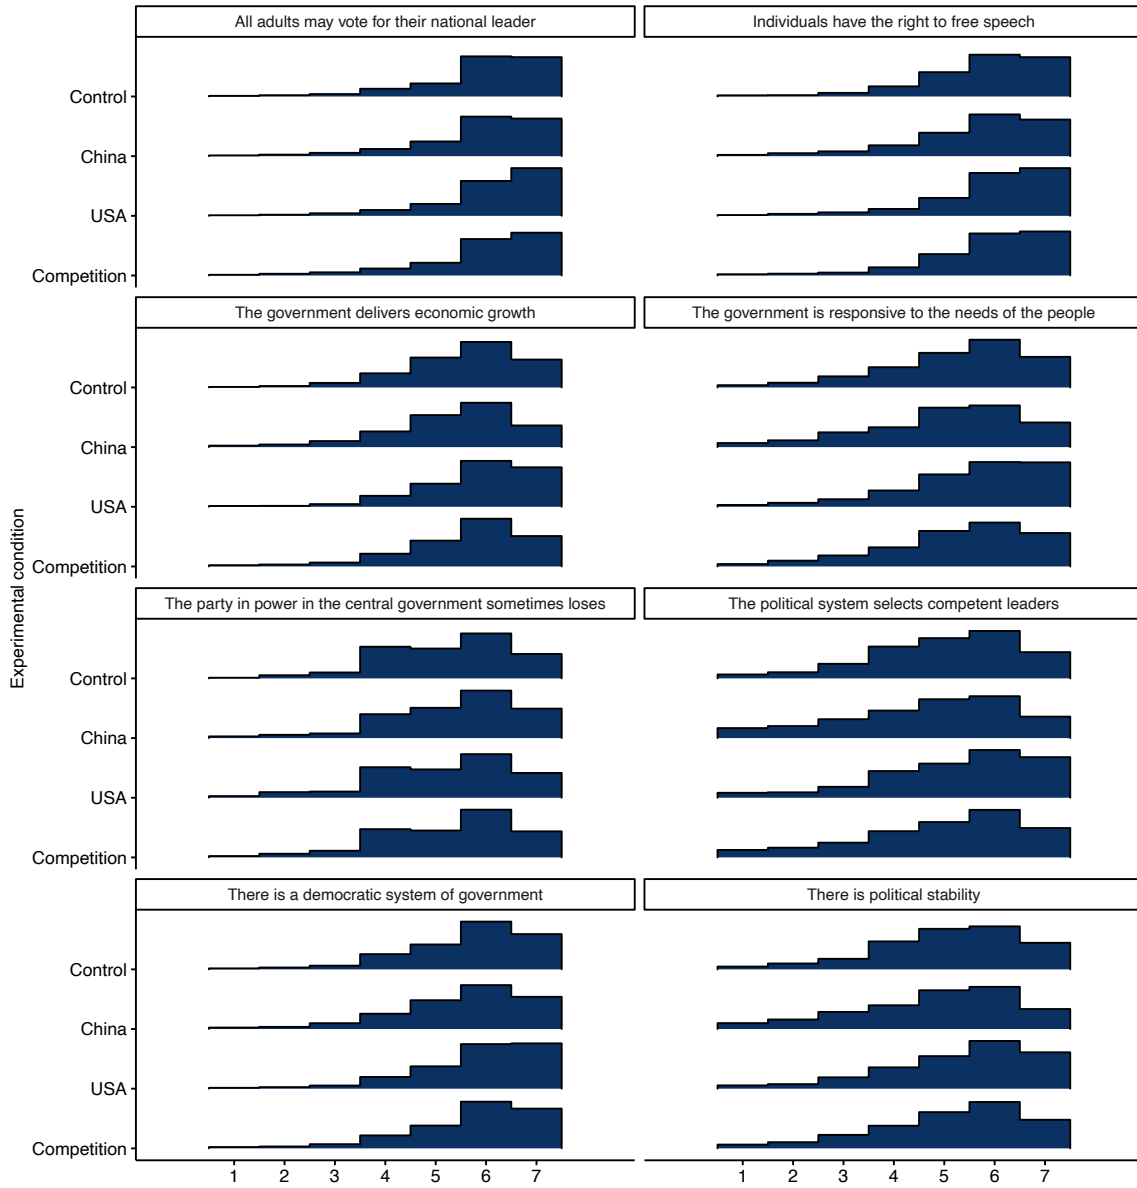 All adults may vote for their national leader
Individuals have the right to free speech
Control
China
USA
Competition
The government delivers economic growth
The government is responsive to the needs of the people
Control
China
USA
Competition
Experimental condition
The party in power in the central government sometimes loses
The political system selects competent leaders
Control
China
USA
Competition
There is a democratic system of government
There is political stability
Control
China
USA
Competition
1 2 3 4 5 6 7
1 2 3 4 5 6 7